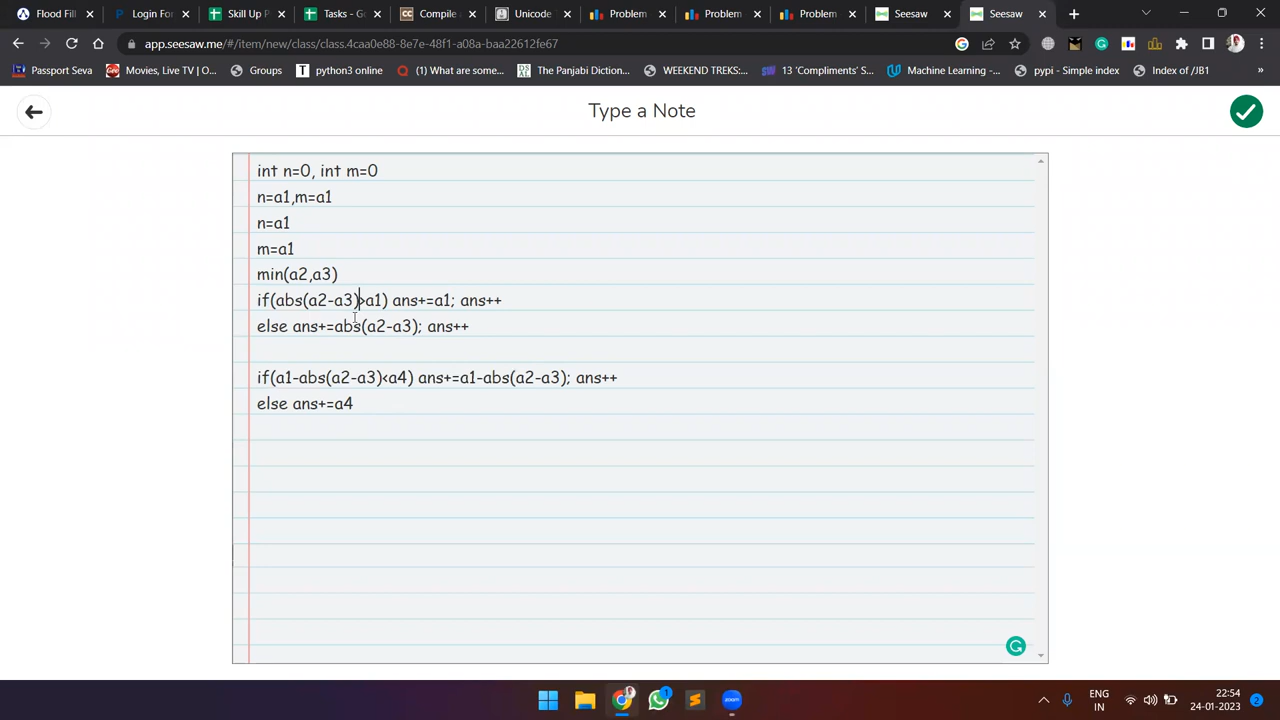 Flood Fill
Login For
Skill Up P
Tasks - Go
Compile a
Unicid
Problem
Problem
Problem
Seesaw
Seesaw
app.seesaw.me/#/item/new/class/class.4caa0e88-8e7c-48f1-a08a-baa22612fe67
Passport Seva
Movies, Live TV | O...
Groups
python3 online
(1) What are some...
The Panjabi Diction...
WEEKEND TREKS:...
13 'Compliments' S...
Machine Learning -...
pypi - Simple index
Index of /JB1
»
Type a Note
int n=0, int m=0
n=a1,m=a1
n=a1
m=a1
min(a2,a3)
if(abs(a2-a3)>a1) ans+=a1; ans++
else ans+=abs(a2-a3); ans++
if(a1-abs(a2-a3)<a4) ans+=a1-abs(a2-a3); ans++
else ans+=a4
ENG
IN
22:54
24-01-2023